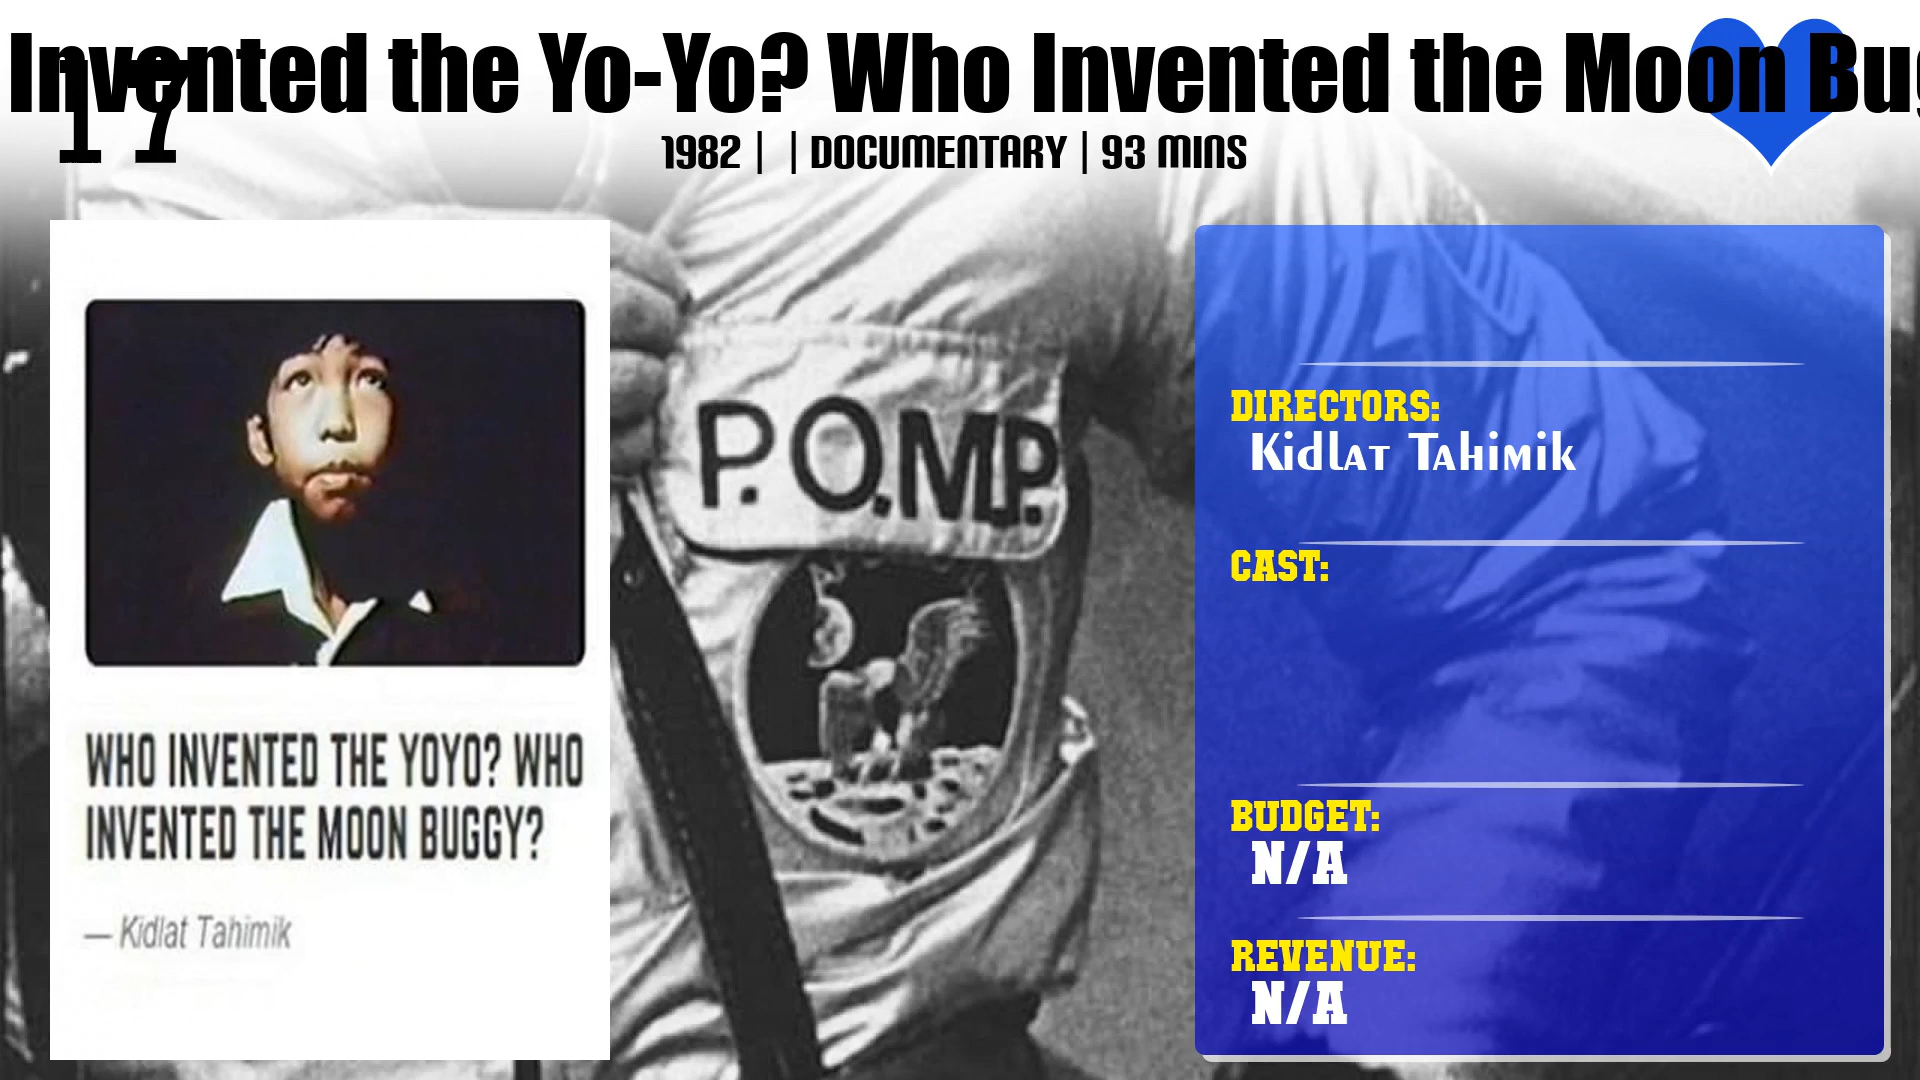 Invented the Yo-Yo? Who Invented the Moon Bug
17
1982 | | DOCUMENTARY | 93 MINS
WHO INVENTED THE YOYO? WHO
INVENTED THE MOON BUGGY?
— Kidlat Tahimik
P.O.M.P.
DIRECTORS:
Kidlat Tahimik
CAST:
BUDGET:
N/A
REVENUE:
N/A